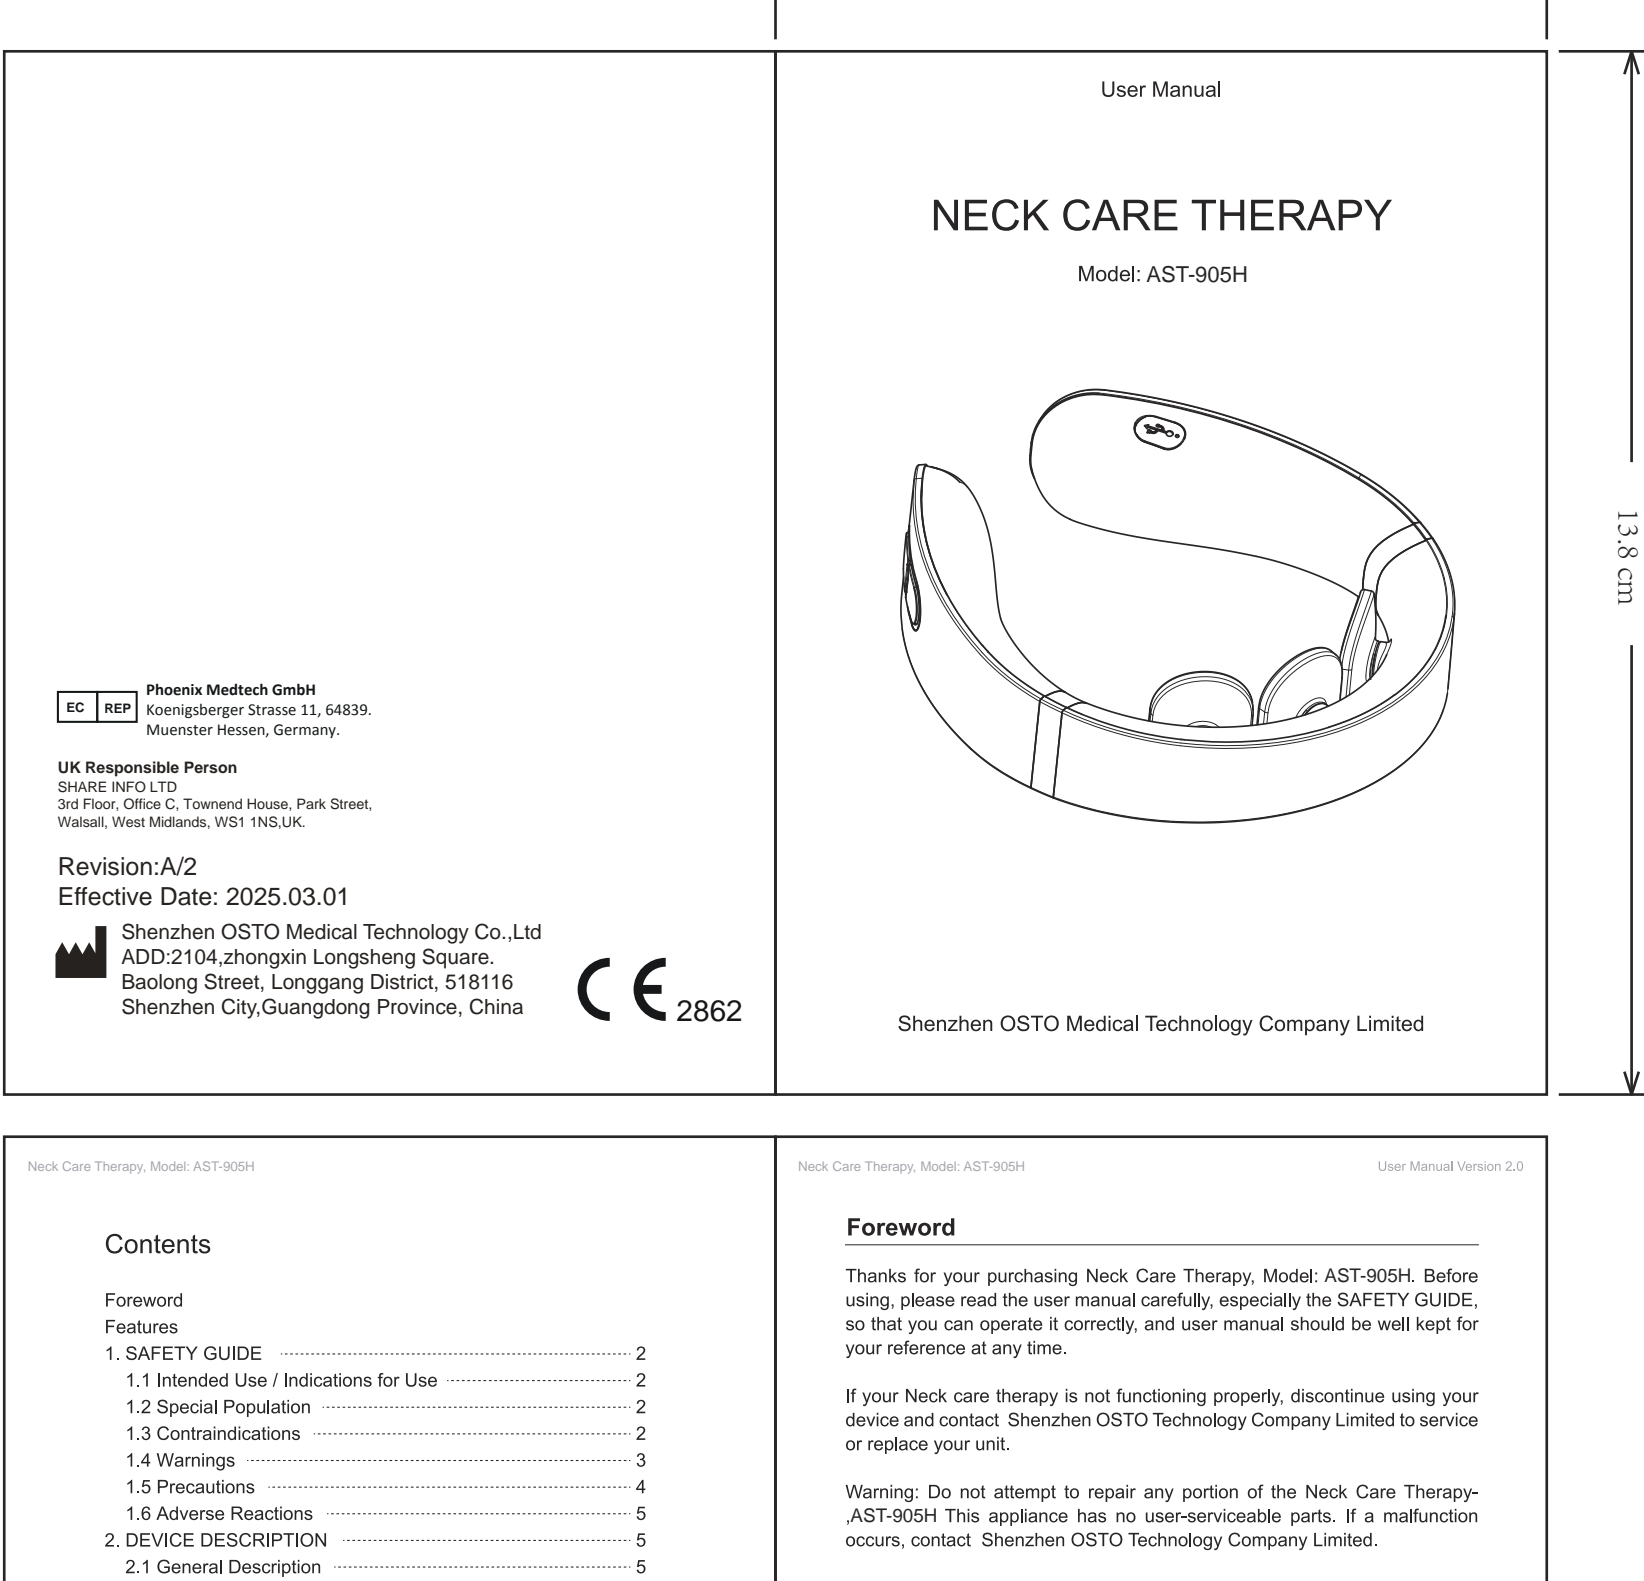 User Manual
NECK CARE THERAPY
Model: AST-905H
Shenzhen OSTO Medical Technology Company Limited
13.8 cm
EC REP
Phoenix Medtech GmbH
Koenigsberger Strasse 11, 64839.
Muenster Hessen, Germany.
UK Responsible Person
SHARE INFO LTD
3rd Floor, Office C, Townend House, Park Street,
Walsall, West Midlands, WS1 1NS,UK.
Revision:A/2
Effective Date: 2025.03.01
Shenzhen OSTO Medical Technology Co.,Ltd
ADD:2104,zhongxin Longsheng Square.
Baolong Street, Longgang District, 518116
Shenzhen City,Guangdong Province, China
CE 2862
Neck Care Therapy, Model: AST-905H
Contents
Foreword
Features
1. SAFETY GUIDE 2
1.1 Intended Use / Indications for Use 2
1.2 Special Population 2
1.3 Contraindications 2
1.4 Warnings 3
1.5 Precautions 4
1.6 Adverse Reactions 5
2. DEVICE DESCRIPTION 5
2.1 General Description 5
Neck Care Therapy, Model: AST-905H User Manual Version 2.0
Foreword
Thanks for your purchasing Neck Care Therapy, Model: AST-905H. Before
using, please read the user manual carefully, especially the SAFETY GUIDE,
so that you can operate it correctly, and user manual should be well kept for
your reference at any time.
If your Neck care therapy is not functioning properly, discontinue using your
device and contact Shenzhen OSTO Technology Company Limited to service
or replace your unit.
Warning: Do not attempt to repair any portion of the Neck Care Therapy-
,AST-905H This appliance has no user-serviceable parts. If a malfunction
occurs, contact Shenzhen OSTO Technology Company Limited.